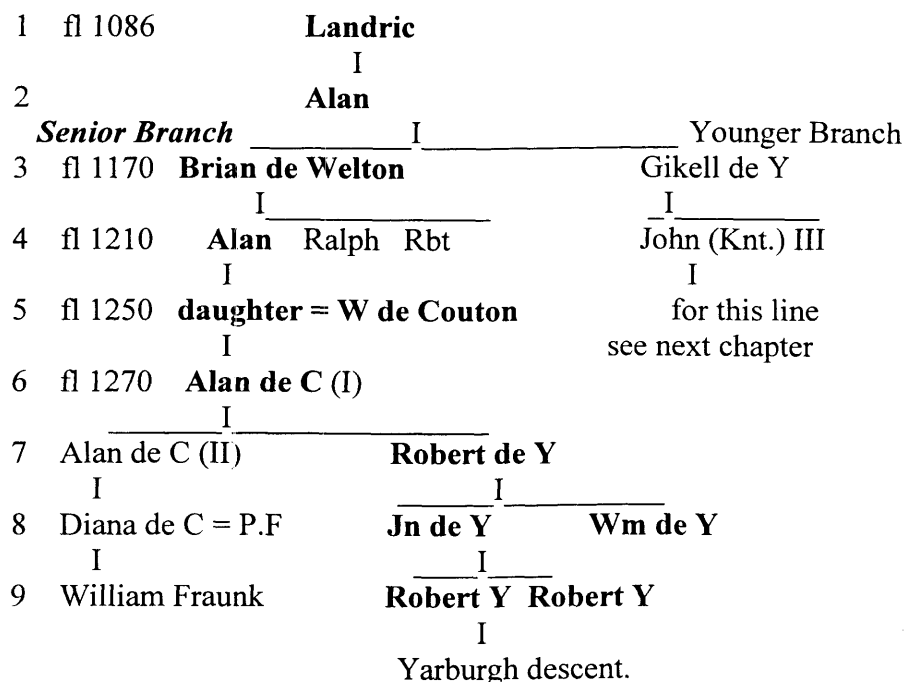 1 fl 1086 Landric
I
2 Alan
Senior Branch I Younger Branch
3 fl 1170 Brian de Welton Gikell de Y
I I
4 fl 1210 Alan Ralph Rbt John (Knt.) III
I I
5 fl 1250 daughter = W de Couton for this line
I see next chapter
6 fl 1270 Alan de C (I)
I
7 Alan de C (II) Robert de Y
I I
8 Diana de C = P.F Jn de Y Wm de Y
I I
9 William Fraunk Robert Y Robert Y
I
Yarburgh descent.